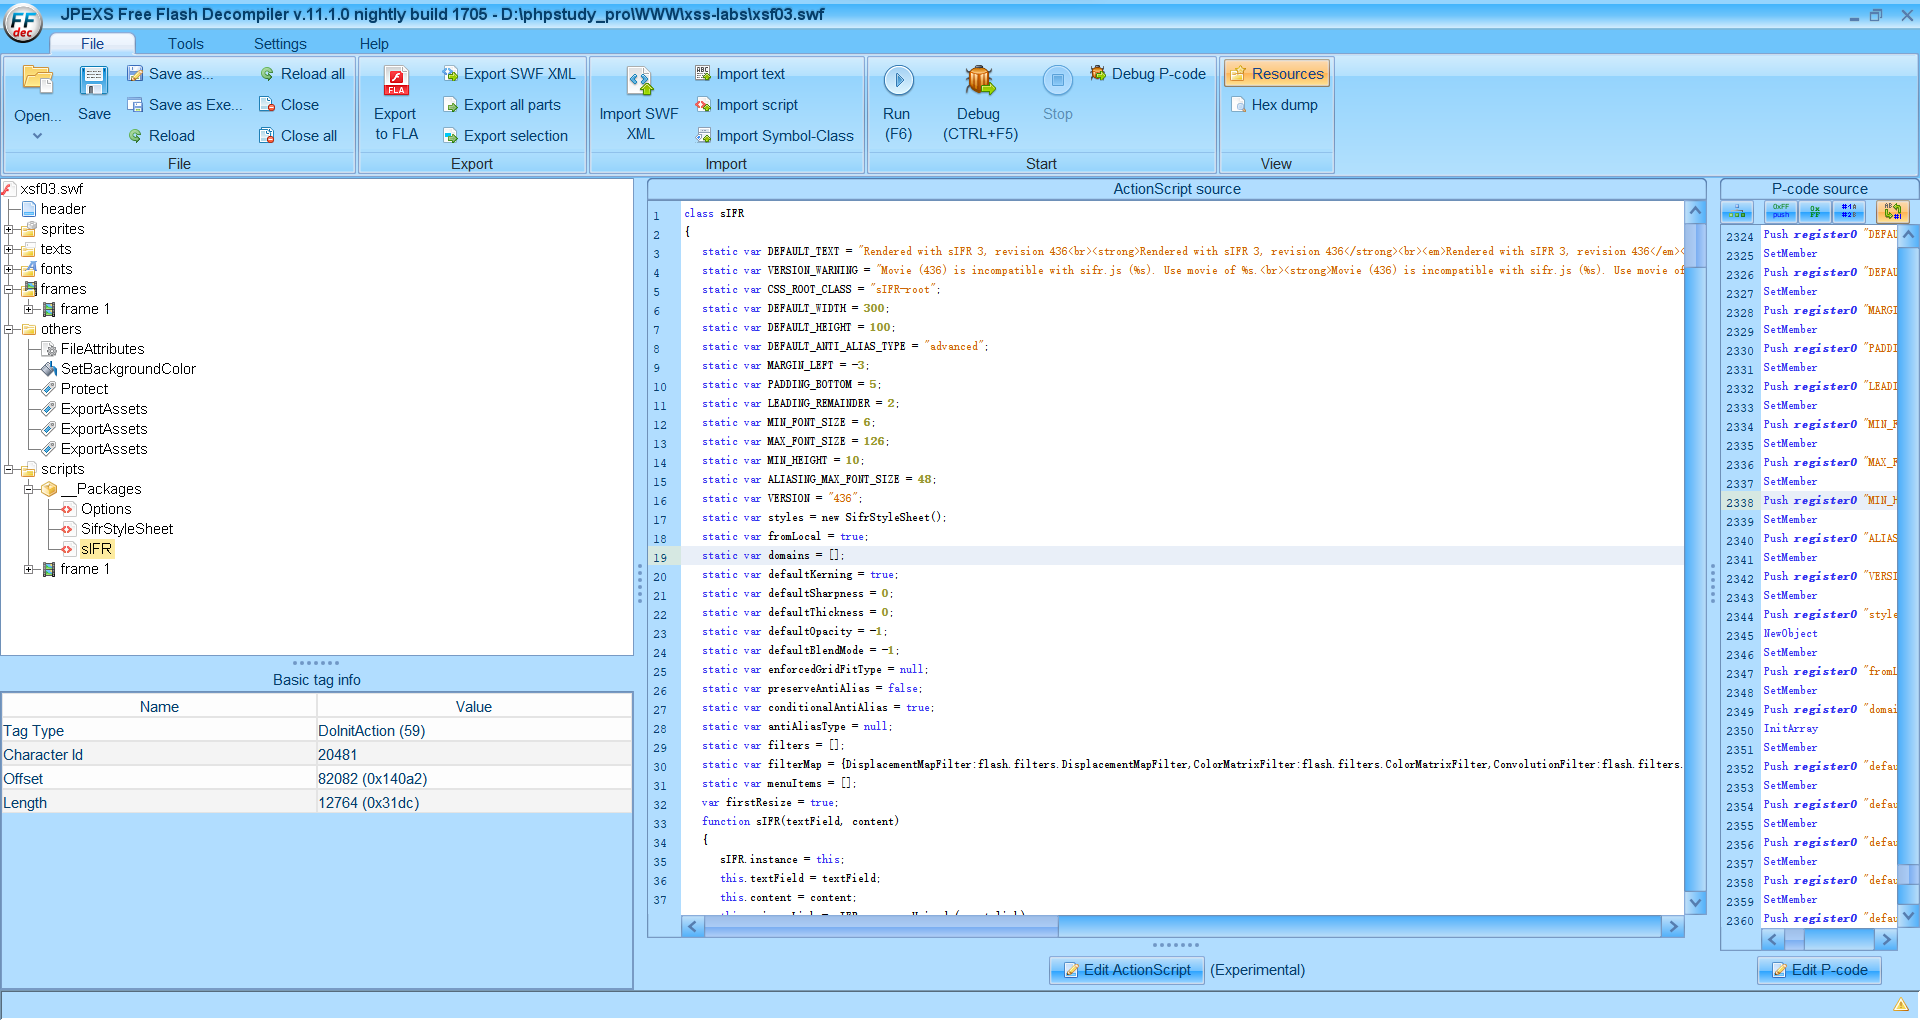 JPEXS Free Flash Decompiler v.11.1.0 nightly build 1705 - D:\phpstudy_pro\WWW\xss-labs\xsf03.swf
FF
dec
File Tools Settings Help
Open...
Save
Save as...
Save as Exe...
Reload
Reload all
Close
Close all
File
FLA
Export
to FLA
Export SWF XML
Export all parts
Export selection
Export
Import SWF
XML
Import text
Import script
Import Symbol-Class
Import
Run
(F6)
Debug
(CTRL+F5)
Stop
Debug P-code
Start
Resources
Hex dump
View
xsf03.swf
header
sprites
texts
fonts
frames
frame 1
others
FileAttributes
SetBackgroundColor
Protect
ExportAssets
ExportAssets
ExportAssets
scripts
__Packages
Options
SifrStyleSheet
sIFR
frame 1
Basic tag info
Name Value
Tag Type DoInitAction (59)
Character Id 20481
Offset 82082 (0x140a2)
Length 12764 (0x31dc)
ActionScript source
1 class sIFR
2 {
3 static var DEFAULT_TEXT = "Rendered with sIFR 3, revision 436<br><strong>Rendered with sIFR 3, revision 436</strong><br><em>Rendered with sIFR 3, revision 436</em><
4 static var VERSION_WARNING = "Movie (436) is incompatible with sifr.js (%s). Use movie of %s.<br><strong>Movie (436) is incompatible with sifr.js (%s). Use movie of
5 static var CSS_ROOT_CLASS = "sIFR-root";
6 static var DEFAULT_WIDTH = 300;
7 static var DEFAULT_HEIGHT = 100;
8 static var DEFAULT_ANTI_ALIAS_TYPE = "advanced";
9 static var MARGIN_LEFT = -3;
10 static var PADDING_BOTTOM = 5;
11 static var LEADING_REMAINDER = 2;
12 static var MIN_FONT_SIZE = 6;
13 static var MAX_FONT_SIZE = 126;
14 static var MIN_HEIGHT = 10;
15 static var ALIASING_MAX_FONT_SIZE = 48;
16 static var VERSION = "436";
17 static var styles = new SifrStyleSheet();
18 static var fromLocal = true;
19 static var domains = [];
20 static var defaultKerning = true;
21 static var defaultSharpness = 0;
22 static var defaultThickness = 0;
23 static var defaultOpacity = -1;
24 static var defaultBlendMode = -1;
25 static var enforcedGridFitType = null;
26 static var preserveAntiAlias = false;
27 static var conditionalAntiAlias = true;
28 static var antiAliasType = null;
29 static var filters = [];
30 static var filterMap = {DisplacementMapFilter:flash.filters.DisplacementMapFilter,ColorMatrixFilter:flash.filters.ColorMatrixFilter,ConvolutionFilter:flash.filters.
31 static var menuItems = [];
32 var firstResize = true;
33 function sIFR(textField, content)
34 {
35 sIFR.instance = this;
36 this.textField = textField;
37 this.content = content;
Edit ActionScript (Experimental)
P-code source
2324 Push register0 "DEFAU
2325 SetMember
2326 Push register0 "DEFAU
2327 SetMember
2328 Push register0 "MARGI
2329 SetMember
2330 Push register0 "PADDI
2331 SetMember
2332 Push register0 "LEADI
2333 SetMember
2334 Push register0 "MIN_F
2335 SetMember
2336 Push register0 "MAX_F
2337 SetMember
2338 Push register0 "MIN_H
2339 SetMember
2340 Push register0 "ALIAS
2341 SetMember
2342 Push register0 "VERSI
2343 SetMember
2344 Push register0 "style
2345 NewObject
2346 SetMember
2347 Push register0 "fromL
2348 SetMember
2349 Push register0 "domai
2350 InitArray
2351 SetMember
2352 Push register0 "defau
2353 SetMember
2354 Push register0 "defau
2355 SetMember
2356 Push register0 "defau
2357 SetMember
2358 Push register0 "defau
2359 SetMember
2360 Push register0 "defau
Edit P-code